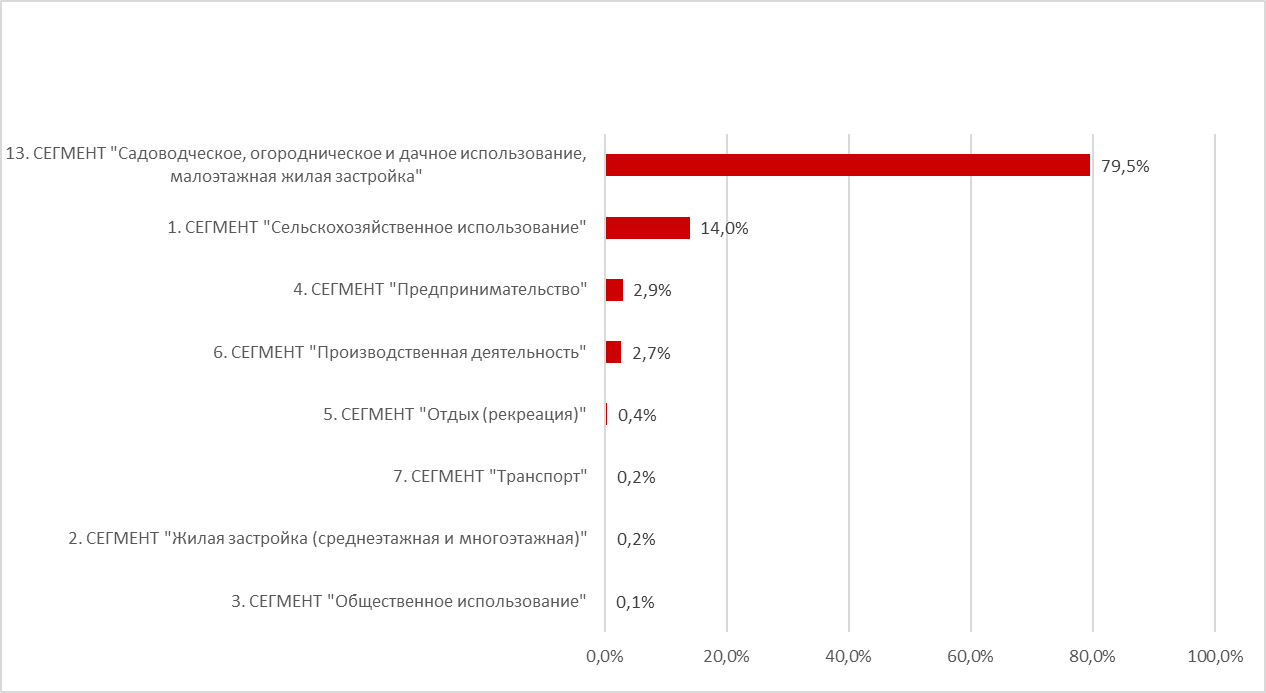 13. СЕГМЕНТ "Садоводческое, огородническое и дачное использование,
малоэтажная жилая застройка"
79,5%
1. СЕГМЕНТ "Сельскохозяйственное использование"
14,0%
4. СЕГМЕНТ "Предпринимательство"
2,9%
6. СЕГМЕНТ "Производственная деятельность"
2,7%
5. СЕГМЕНТ "Отдых (рекреация)"
0,4%
7. СЕГМЕНТ "Транспорт"
0,2%
2. СЕГМЕНТ "Жилая застройка (среднеэтажная и многоэтажная)"
0,2%
3. СЕГМЕНТ "Общественное использование"
0,1%
0,0% 20,0% 40,0% 60,0% 80,0% 100,0%